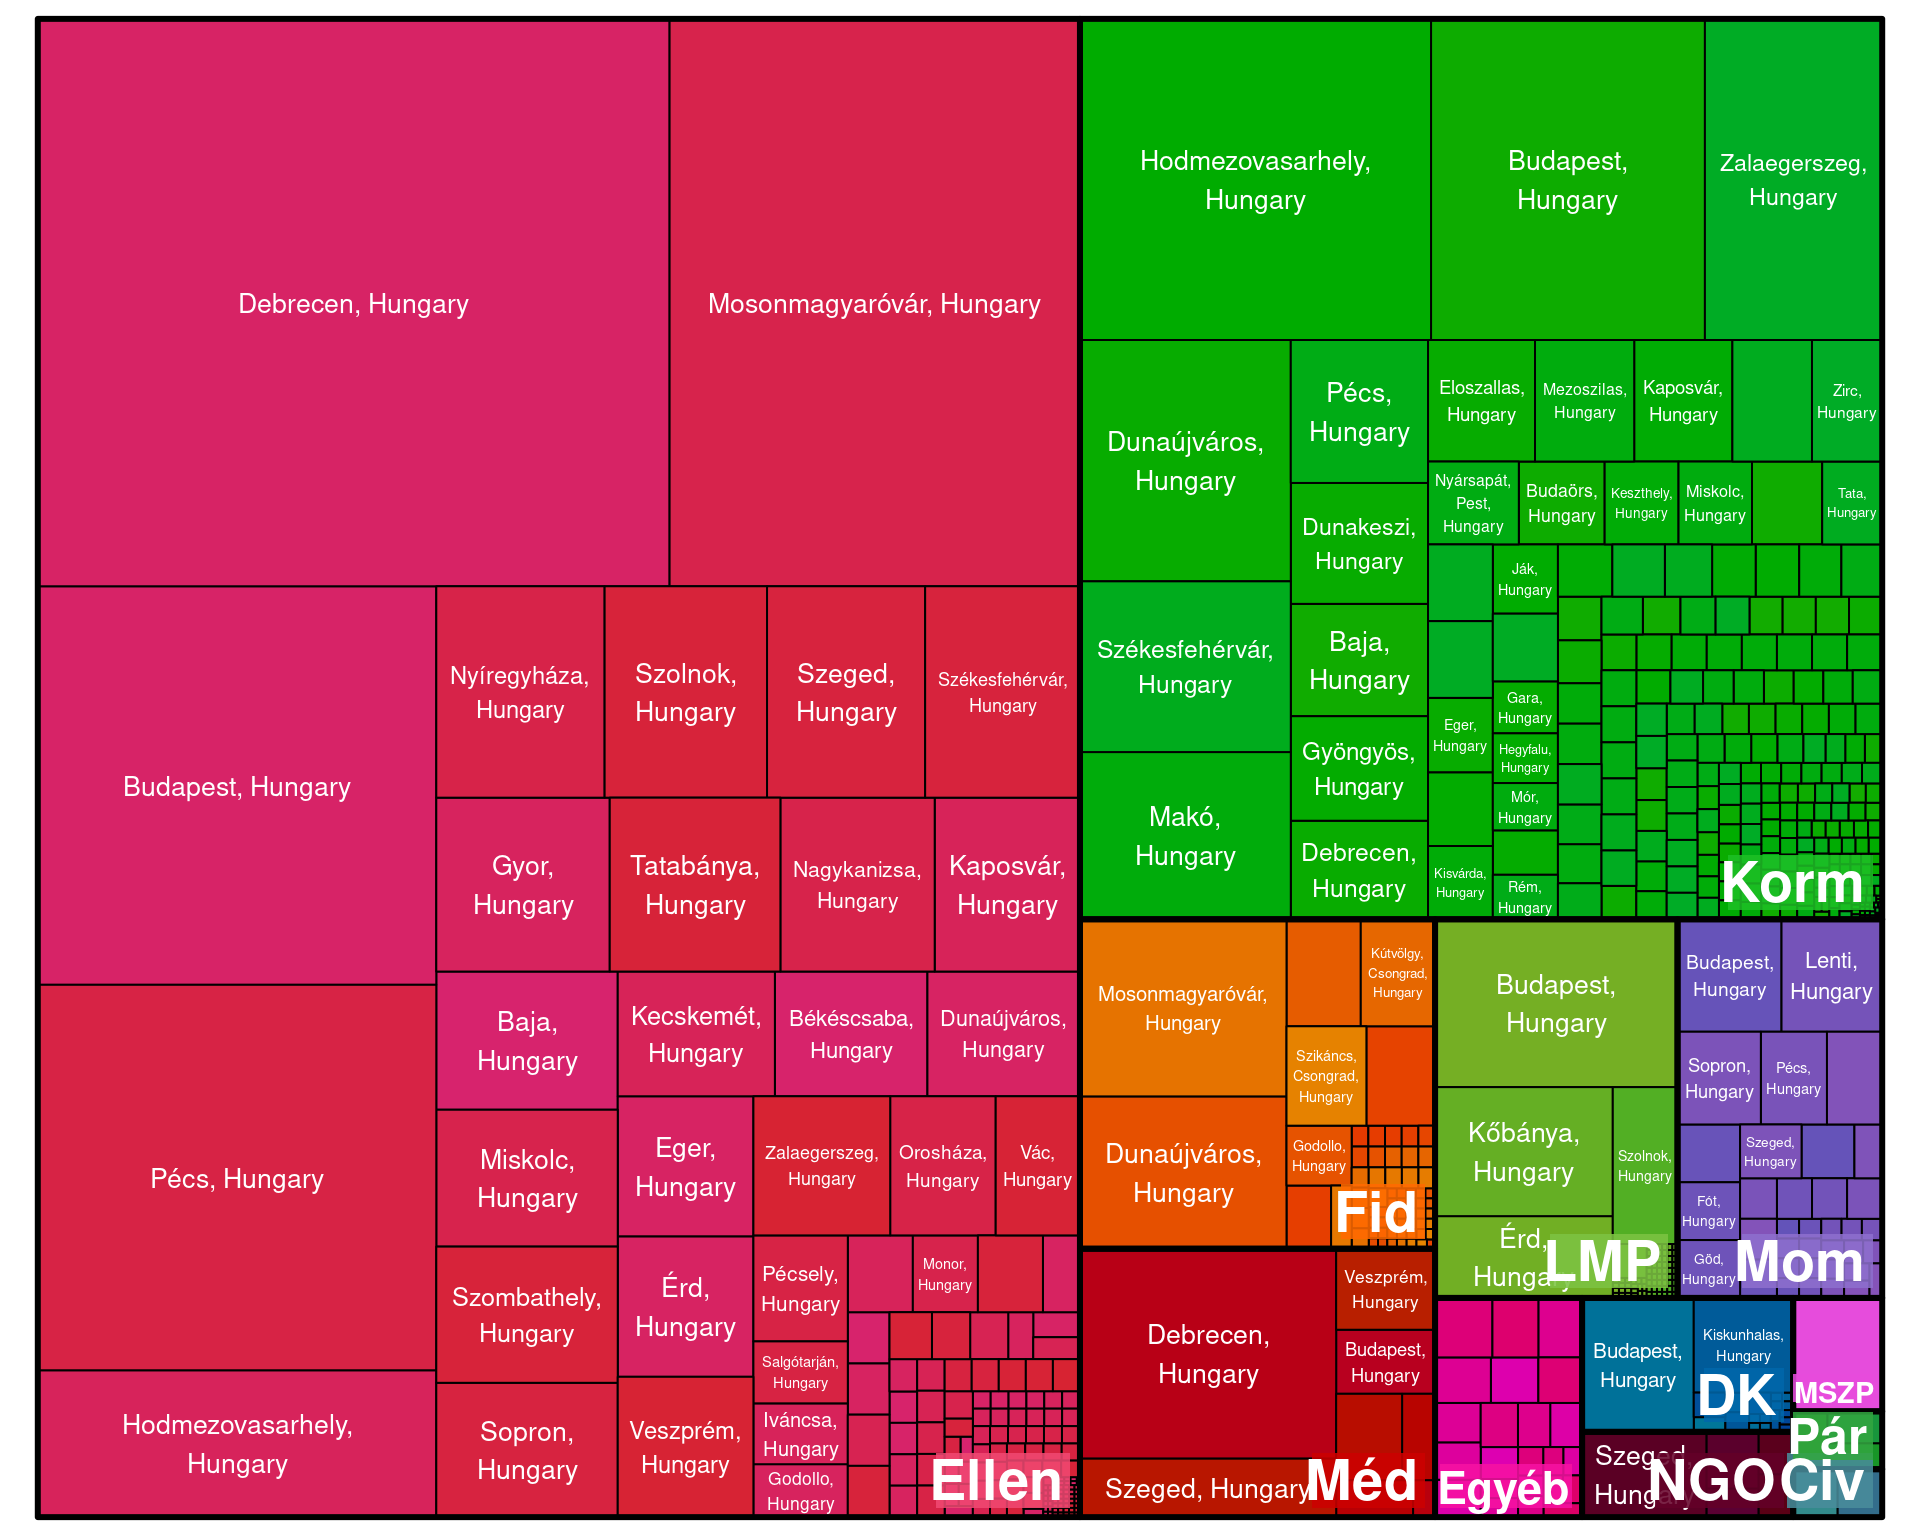 Debrecen, Hungary
Mosonmagyaróvár, Hungary
Budapest, Hungary
Pécs, Hungary
Hodmezovasarhely,
Hungary
Nyíregyháza,
Hungary
Szolnok,
Hungary
Szeged,
Hungary
Székesfehérvár,
Hungary
Gyor,
Hungary
Tatabánya,
Hungary
Nagykanizsa,
Hungary
Kaposvár,
Hungary
Baja,
Hungary
Kecskemét,
Hungary
Békéscsaba,
Hungary
Dunaújváros,
Hungary
Miskolc,
Hungary
Eger,
Hungary
Zalaegerszeg,
Hungary
Orosháza,
Hungary
Vác,
Hungary
Szombathely,
Hungary
Érd,
Hungary
Pécsely,
Hungary
Monor,
Hungary
Salgótarján,
Hungary
Sopron,
Hungary
Veszprém,
Hungary
Iváncsa,
Hungary
Godollo,
Hungary
Ellen
Hodmezovasarhely,
Hungary
Budapest,
Hungary
Zalaegerszeg,
Hungary
Dunaújváros,
Hungary
Pécs,
Hungary
Eloszallas,
Hungary
Mezoszilas,
Hungary
Kaposvár,
Hungary
Zirc,
Hungary
Nyársapát,
Pest,
Hungary
Budaörs,
Hungary
Keszthely,
Hungary
Miskolc,
Hungary
Tata,
Hungary
Dunakeszi,
Hungary
Ják,
Hungary
Székesfehérvár,
Hungary
Baja,
Hungary
Gara,
Hungary
Eger,
Hungary
Hegyfalu,
Hungary
Gyöngyös,
Hungary
Mór,
Hungary
Makó,
Hungary
Debrecen,
Hungary
Kisvárda,
Hungary
Rém,
Hungary
Korm
Mosonmagyaróvár,
Hungary
Kútvölgy,
Csongrad,
Hungary
Szikáncs,
Csongrad,
Hungary
Dunaújváros,
Hungary
Godollo,
Hungary
Fid
Budapest,
Hungary
Kőbánya,
Hungary
Szolnok,
Hungary
Érd,
Hungary
LMP
Budapest,
Hungary
Lenti,
Hungary
Sopron,
Hungary
Pécs,
Hungary
Szeged,
Hungary
Fót,
Hungary
Göd,
Hungary
Mom
Debrecen,
Hungary
Veszprém,
Hungary
Budapest,
Hungary
Szeged, Hungary
Méd
Egyéb
Budapest,
Hungary
Kiskunhalas,
Hungary
DK
MSZP
Pár
Szeged,
Hungary
NGO
Civ